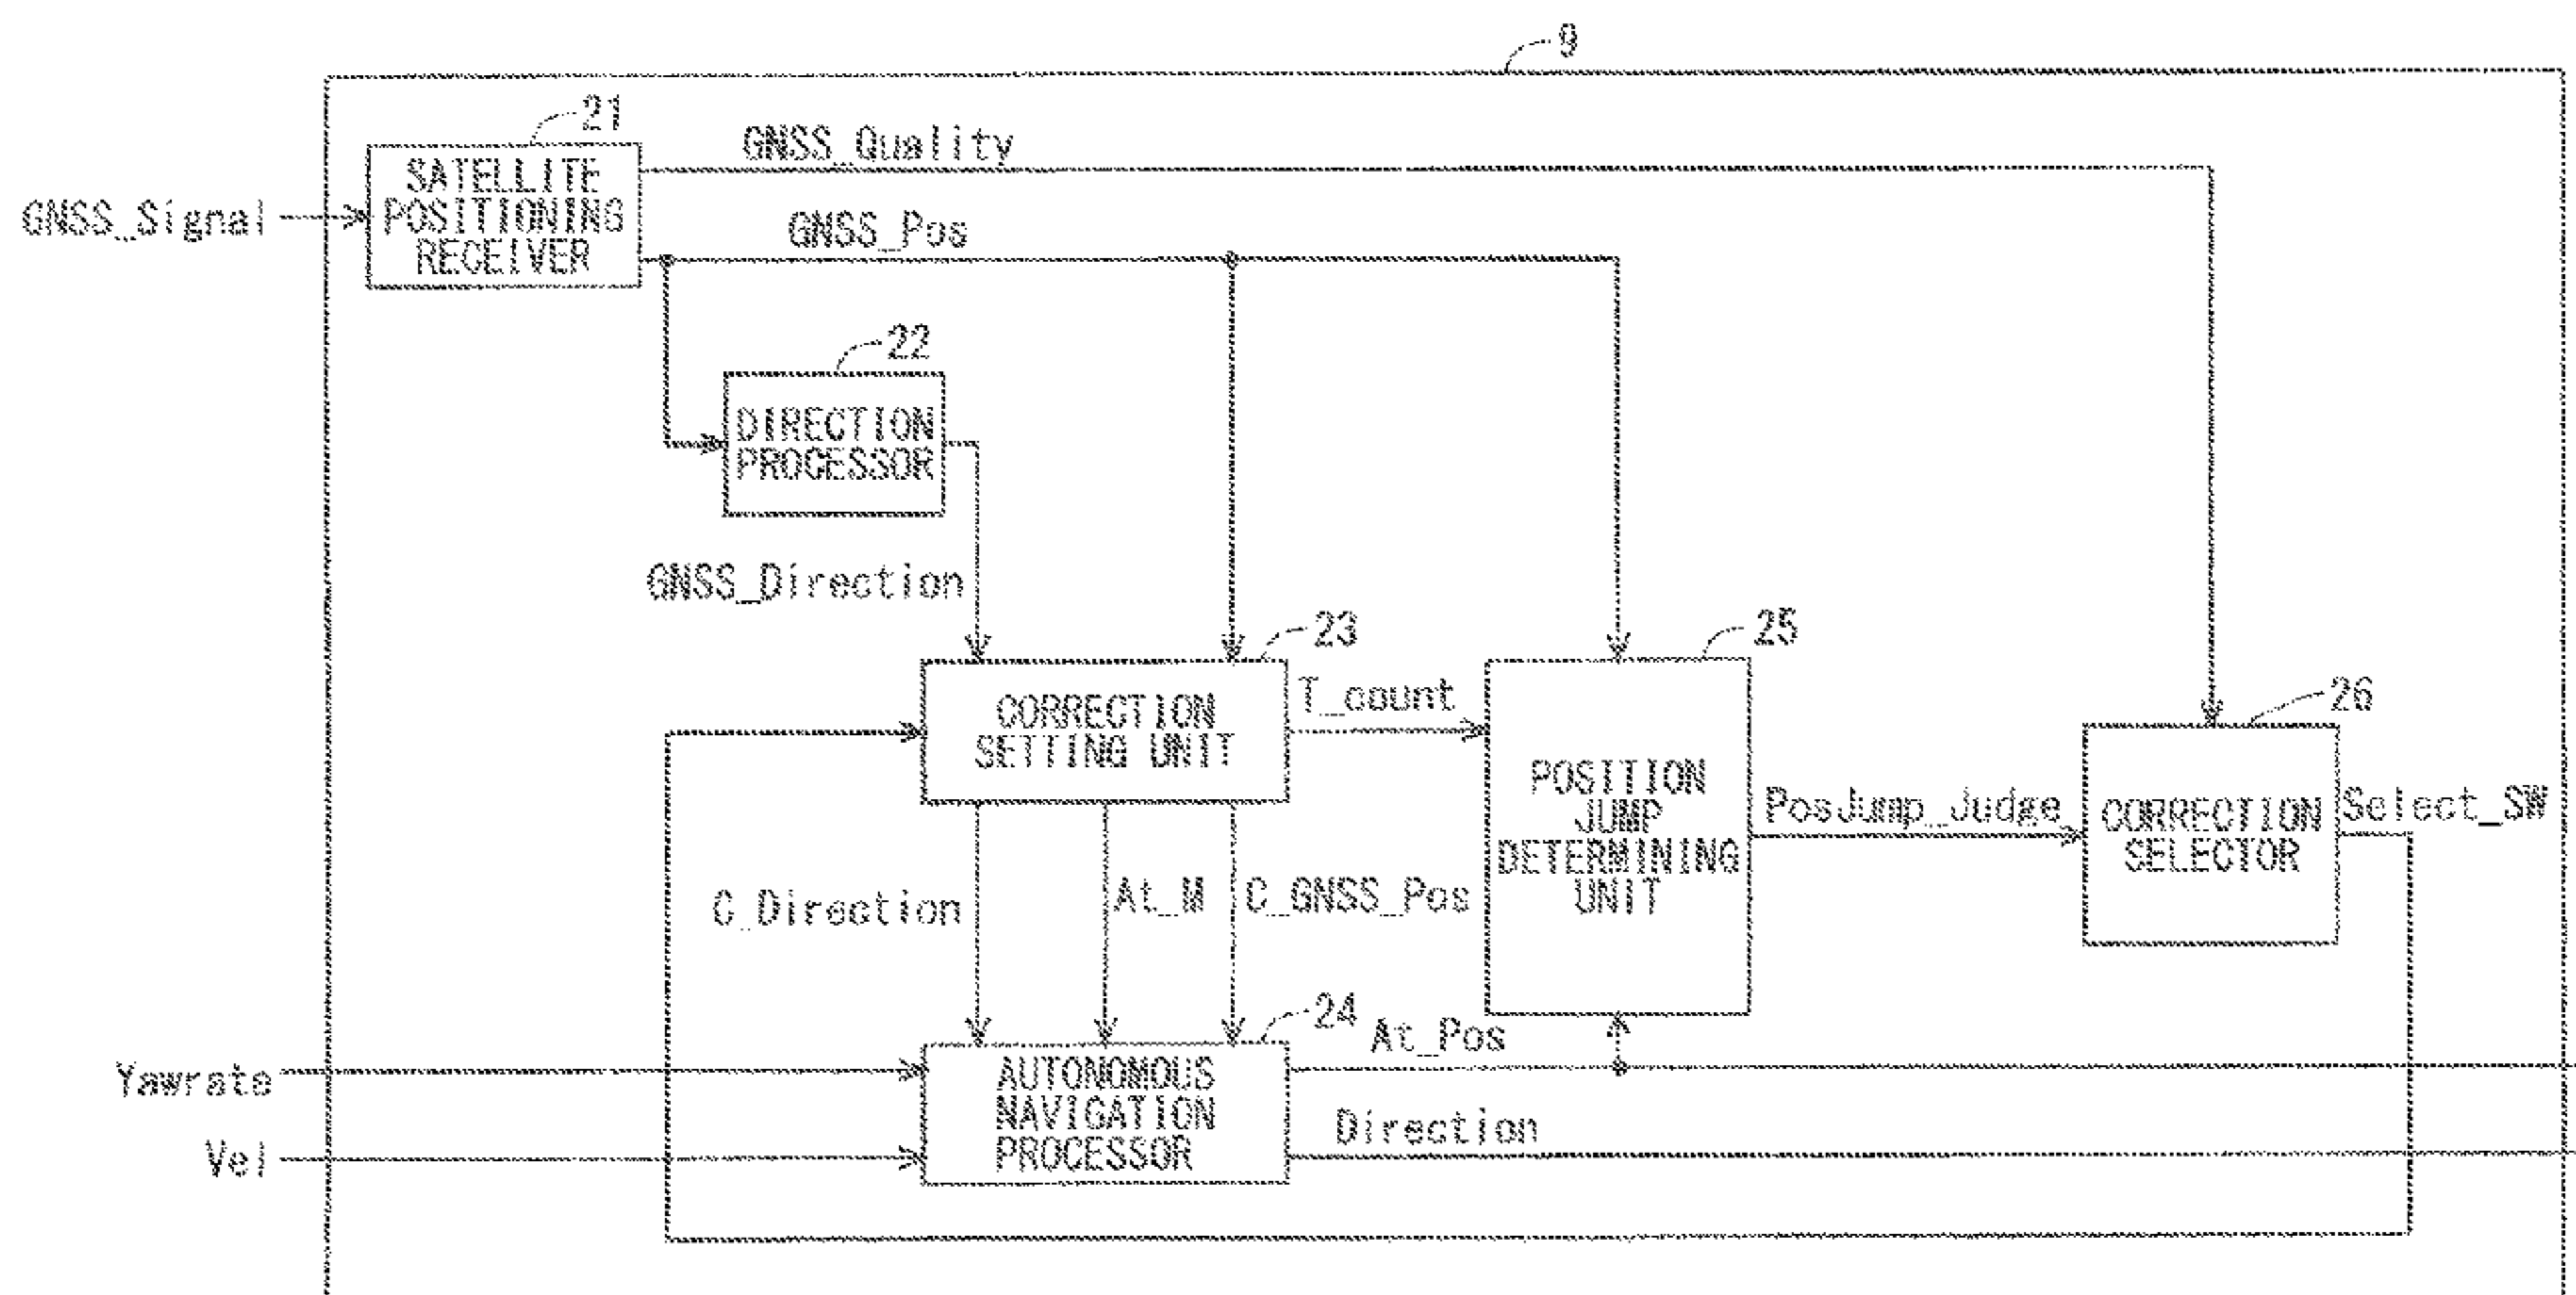 9
21
GNSS_Quality
SATELLITE
POSITIONING
RECEIVER
GNSS_Signal
GNSS_Pos
22
DIRECTION
PROCESSOR
GNSS_Direction
23
25
T_count
26
CORRECTION
SETTING UNIT
POSITION
JUMP
DETERMINING
UNIT
PosJump_Judge
CORRECTION
SELECTOR
Select_SW
C_Direction
At_M
C_GNSS_Pos
24
At_Pos
Yawrate
AUTONOMOUS
NAVIGATION
PROCESSOR
Direction
Vel